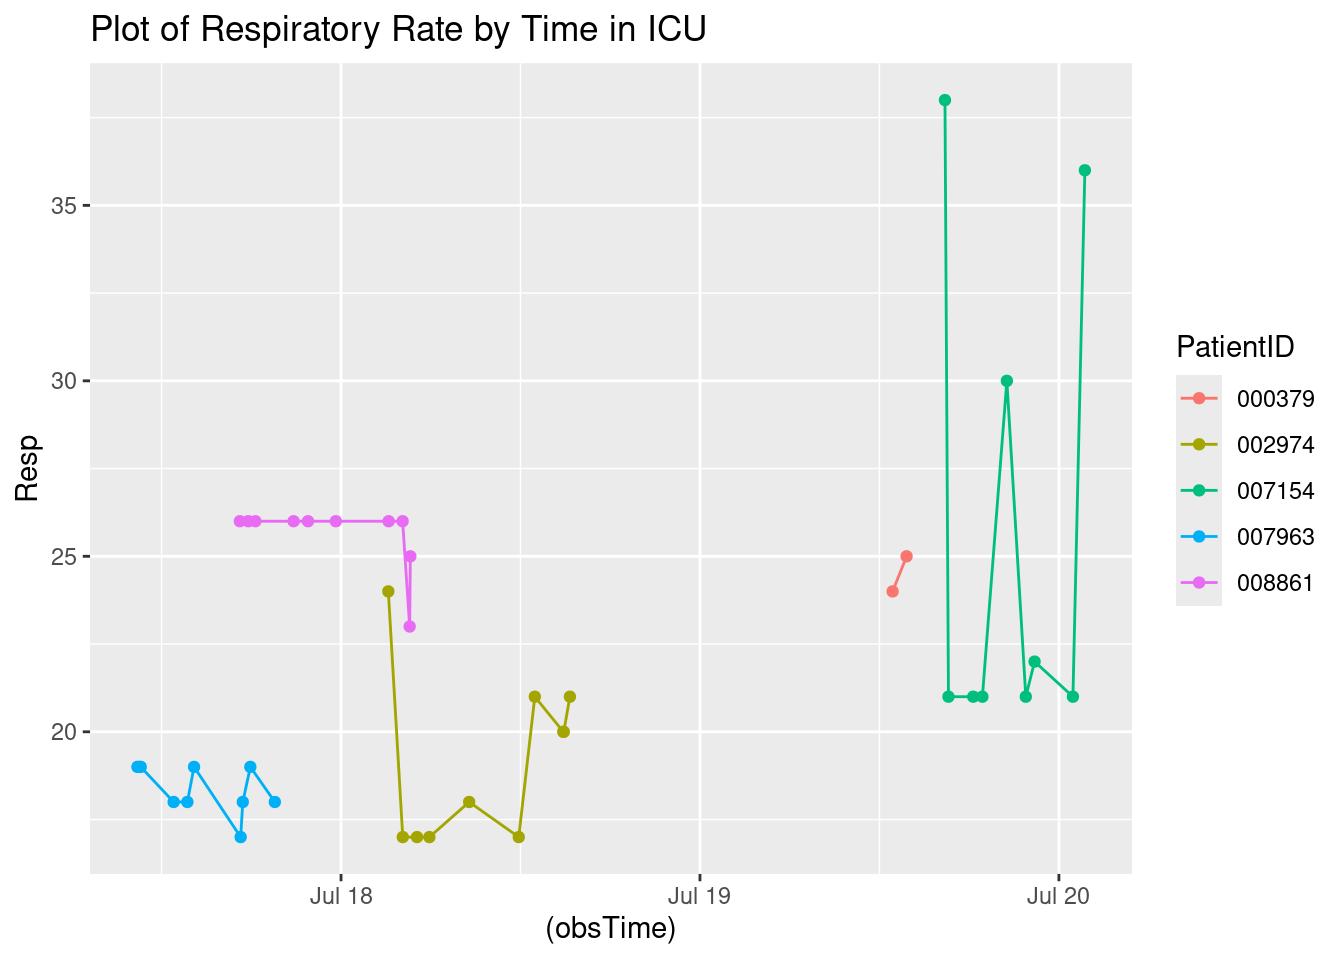 Plot of Respiratory Rate by Time in ICU
Resp
35
30
25
20
Jul 18
Jul 19
Jul 20
(obsTime)
PatientID
000379
002974
007154
007963
008861